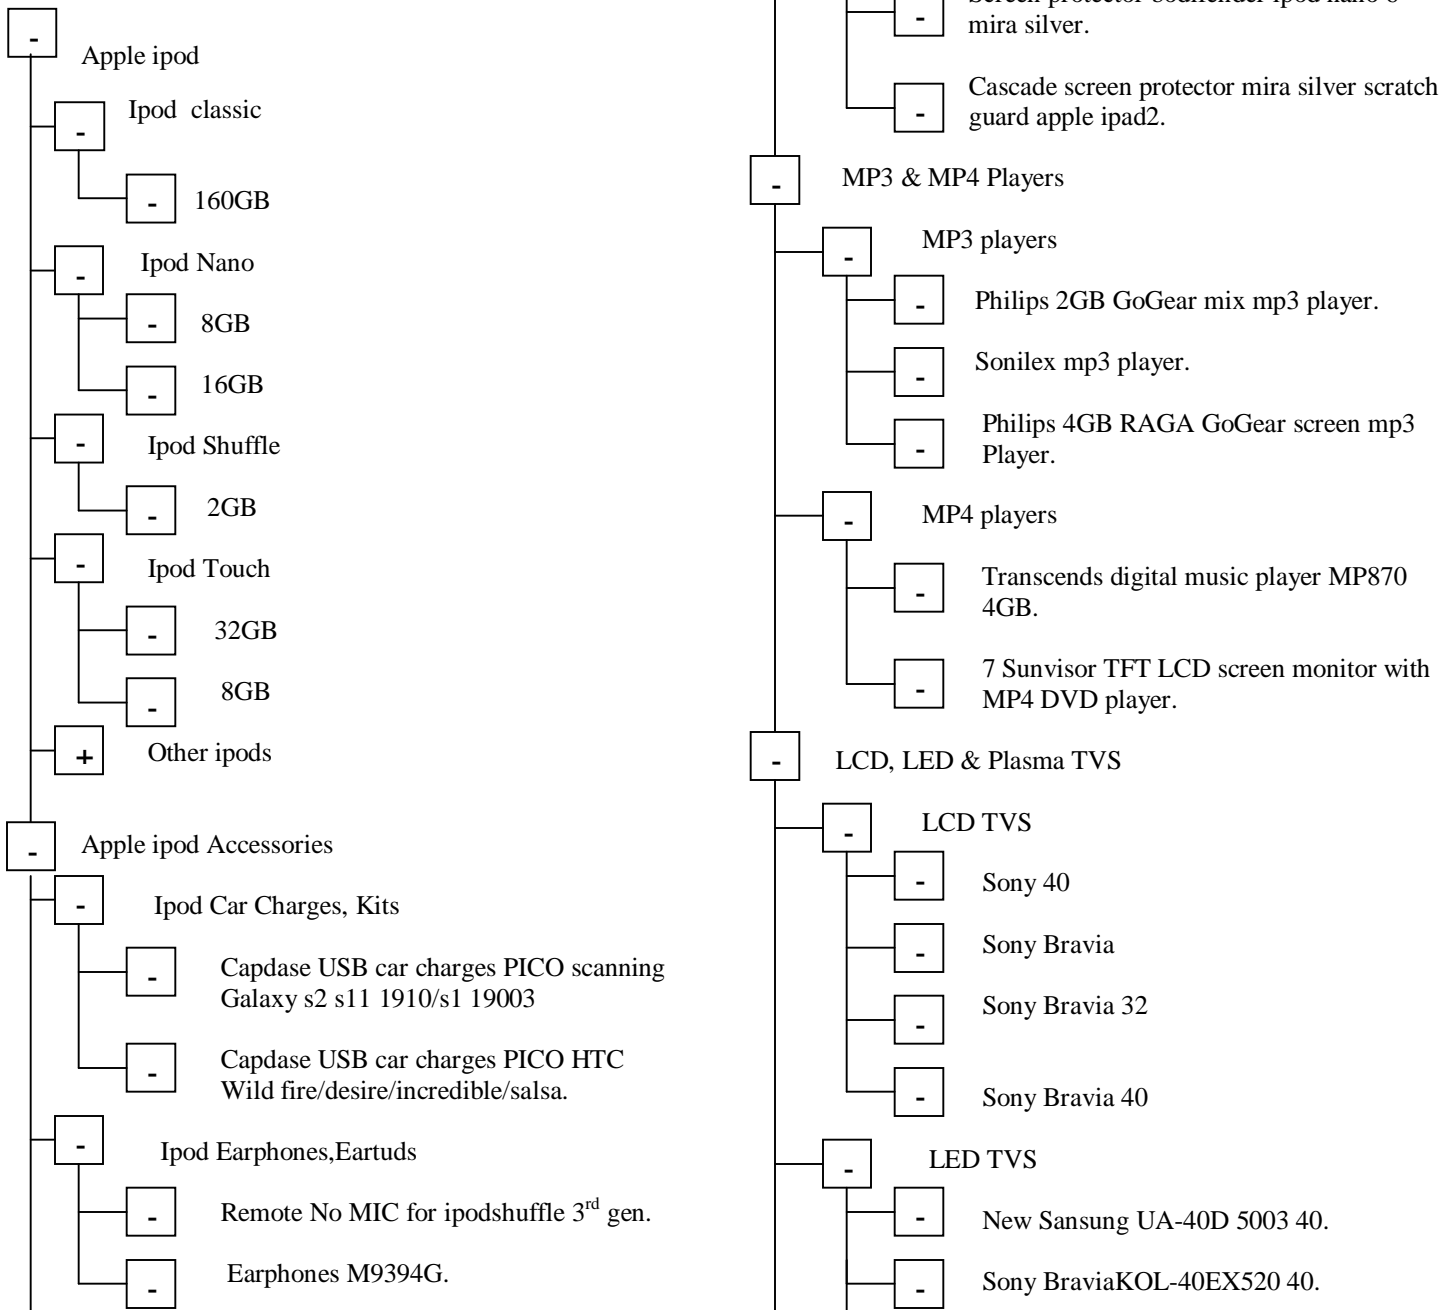 -
Apple ipod
-
Ipod  classic
-
160GB
-
Ipod Nano
-
8GB
-
16GB
-
Ipod Shuffle
-
2GB
-
Ipod Touch
-
32GB
-
8GB
+
Other ipods
-
Apple ipod Accessories
-
Ipod Car Charges, Kits
-
Capdase USB car charges PICO scanning
Galaxy s2 s11 1910/s1 19003
-
Capdase USB car charges PICO HTC
Wild fire/desire/incredible/salsa.
-
Ipod Earphones,Eartuds
-
Remote No MIC for ipodshuffle 3rd gen.
-
Earphones M9394G.
-
Screen protector bodfender ipod nano 6
mira silver.
-
Cascade screen protector mira silver scratch
guard apple ipad2.
-
MP3 & MP4 Players
-
MP3 players
-
Philips 2GB GoGear mix mp3 player.
-
Sonilex mp3 player.
-
Philips 4GB RAGA GoGear screen mp3
Player.
-
MP4 players
-
Transcends digital music player MP870
4GB.
-
7 Sunvisor TFT LCD screen monitor with
MP4 DVD player.
-
LCD, LED & Plasma TVS
-
LCD TVS
-
Sony 40
-
Sony Bravia
-
Sony Bravia 32
-
Sony Bravia 40
-
LED TVS
-
New Sansung UA-40D 5003 40.
-
Sony BraviaKOL-40EX520 40.